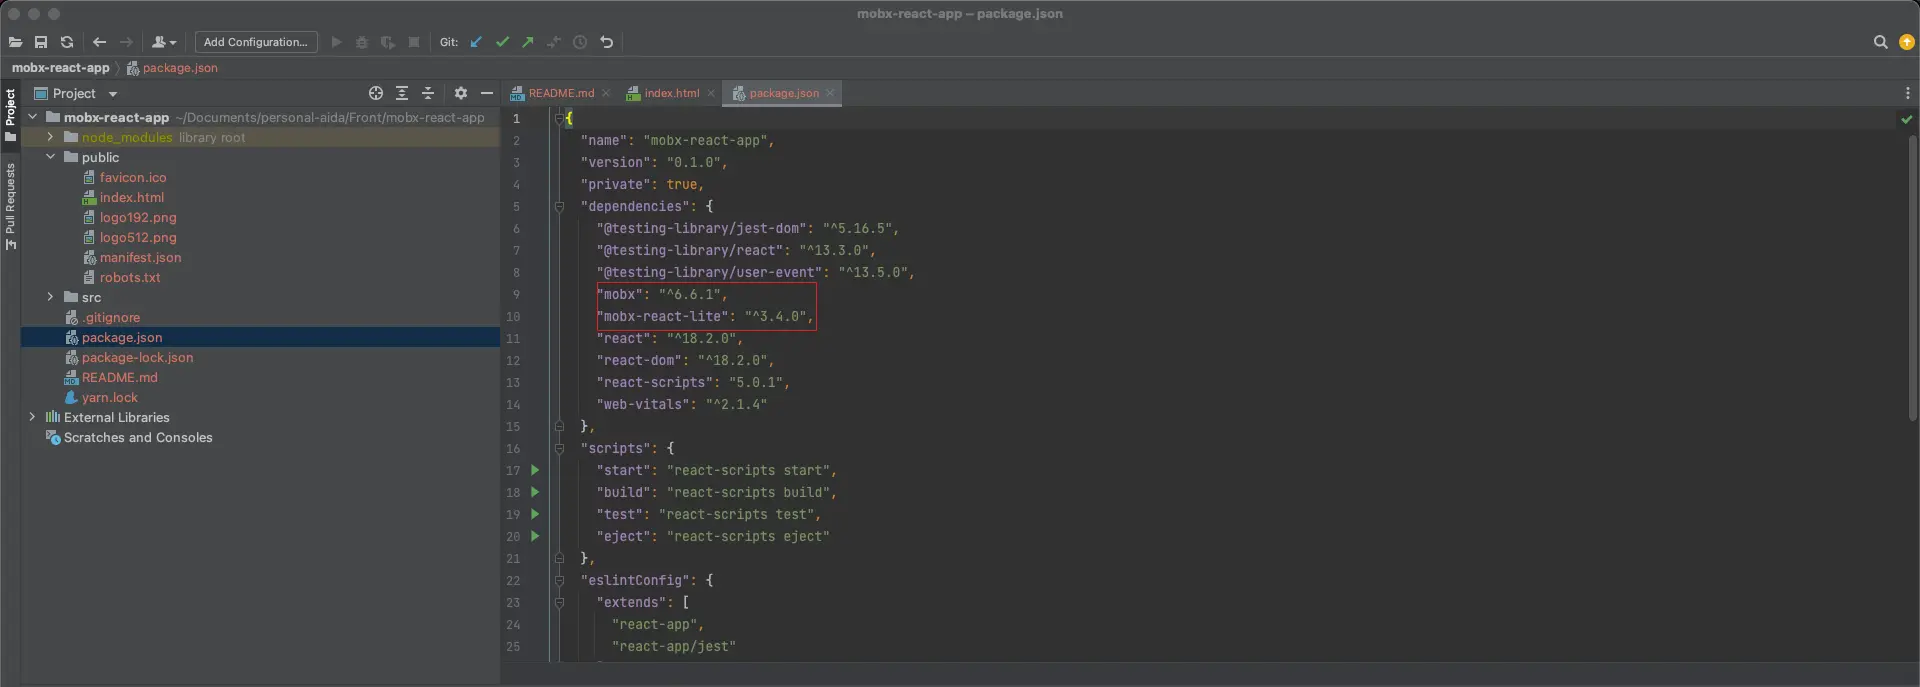 mobx-react-app – package.json
Add Configuration...
Git:
mobx-react-app
package.json
Project
Project
Pull Requests
mobx-react-app ~/Documents/personal-aida/Front/mobx-react-app
node_modules library root
public
favicon.ico
index.html
logo192.png
logo512.png
manifest.json
robots.txt
src
.gitignore
package.json
package-lock.json
README.md
yarn.lock
External Libraries
Scratches and Consoles
README.md
index.html
package.json
1 {
2 "name": "mobx-react-app",
3 "version": "0.1.0",
4 "private": true,
5 "dependencies": {
6 "@testing-library/jest-dom": "^5.16.5",
7 "@testing-library/react": "^13.3.0",
8 "@testing-library/user-event": "^13.5.0",
9 "mobx": "^6.6.1",
10 "mobx-react-lite": "^3.4.0",
11 "react": "^18.2.0",
12 "react-dom": "^18.2.0",
13 "react-scripts": "5.0.1",
14 "web-vitals": "^2.1.4"
15 },
16 "scripts": {
17 "start": "react-scripts start",
18 "build": "react-scripts build",
19 "test": "react-scripts test",
20 "eject": "react-scripts eject"
21 },
22 "eslintConfig": {
23 "extends": [
24 "react-app",
25 "react-app/jest"